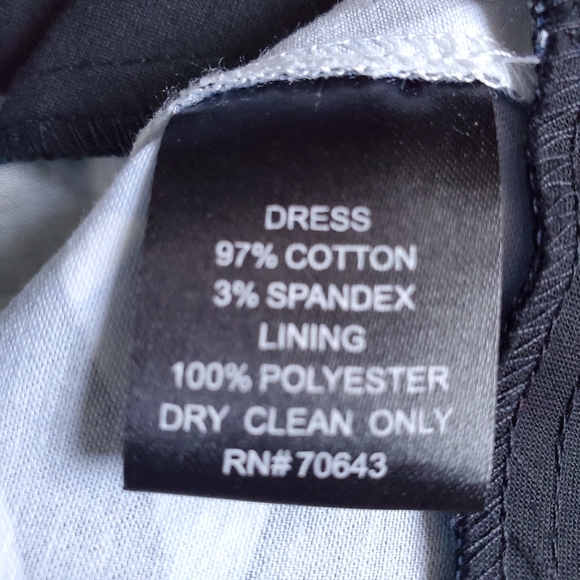 DRESS
97% COTTON
3% SPANDEX
LINING
100% POLYESTER
DRY CLEAN ONLY
RN#70643